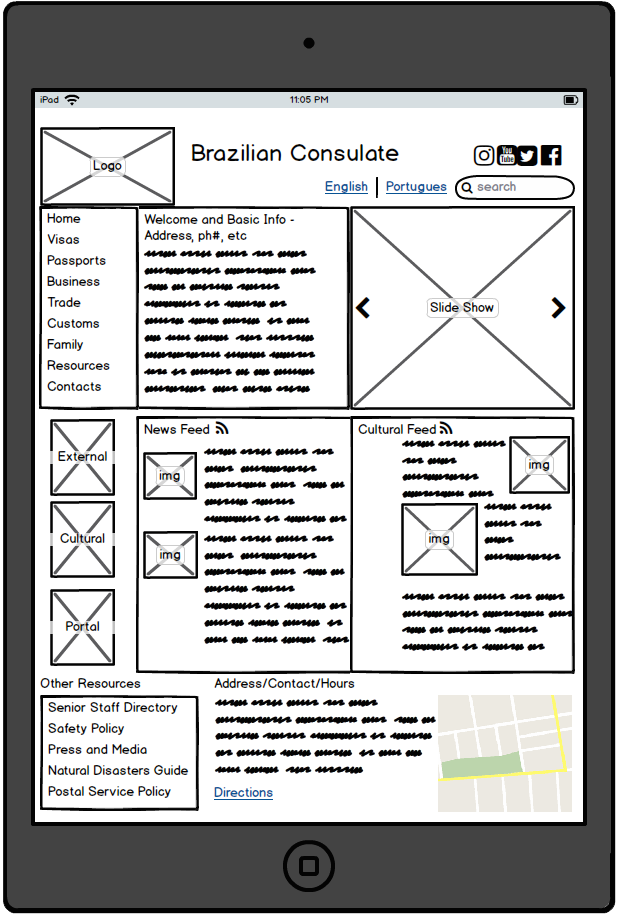 iPad 11:05 PM
Logo
Brazilian Consulate
You
Tube
English Portugues search
Home
Visas
Passports
Business
Trade
Customs
Family
Resources
Contacts
Welcome and Basic Info -
Address, ph#, etc
Slide Show
External
Cultural
Portal
News Feed
img
img
Cultural Feed
img
img
Other Resources
Senior Staff Directory
Safety Policy
Press and Media
Natural Disasters Guide
Postal Service Policy
Address/Contact/Hours
Directions